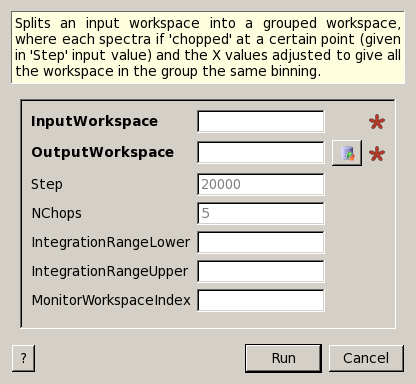 Splits an input workspace into a grouped workspace,
where each spectra if 'chopped' at a certain point (given
in 'Step' input value) and the X values adjusted to give all
the workspace in the group the same binning.
InputWorkspace *
OutputWorkspace *
Step 20000
NChops 5
IntegrationRangeLower
IntegrationRangeUpper
MonitorWorkspaceIndex
? Run Cancel